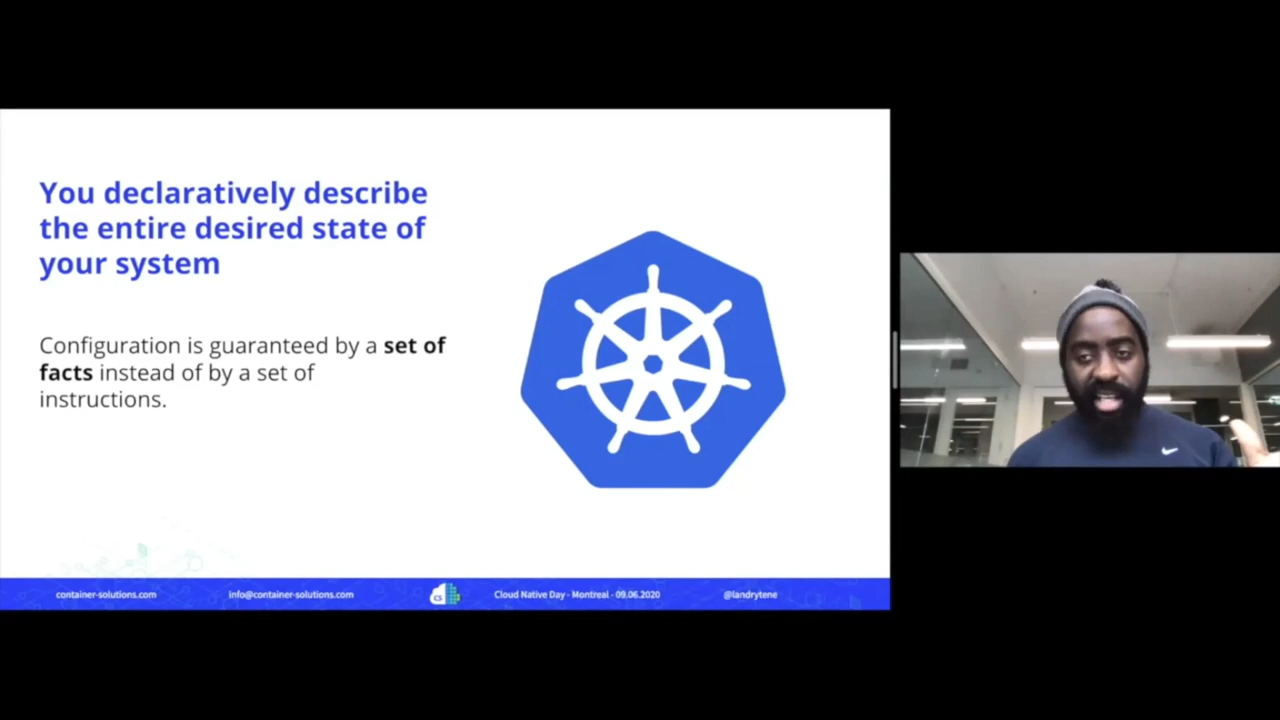 You declaratively describe
the entire desired state of
your system
Configuration is guaranteed by a set of
facts instead of by a set of
instructions.
container-solutions.com
info@container-solutions.com
CS
Cloud Native Day - Montreal - 09.06.2020
@landrytene